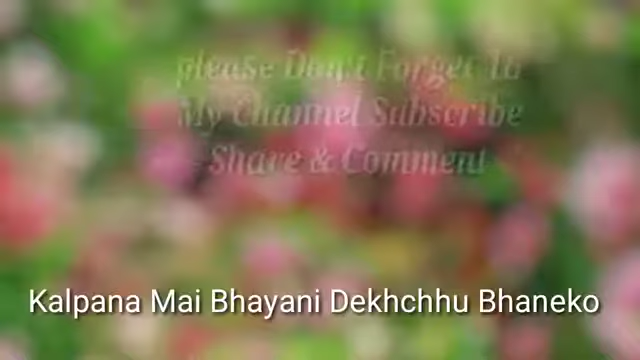 please Don't Forget To
My Channel Subscribe
Share & Comment
Kalpana Mai Bhayani Dekhchhu Bhaneko